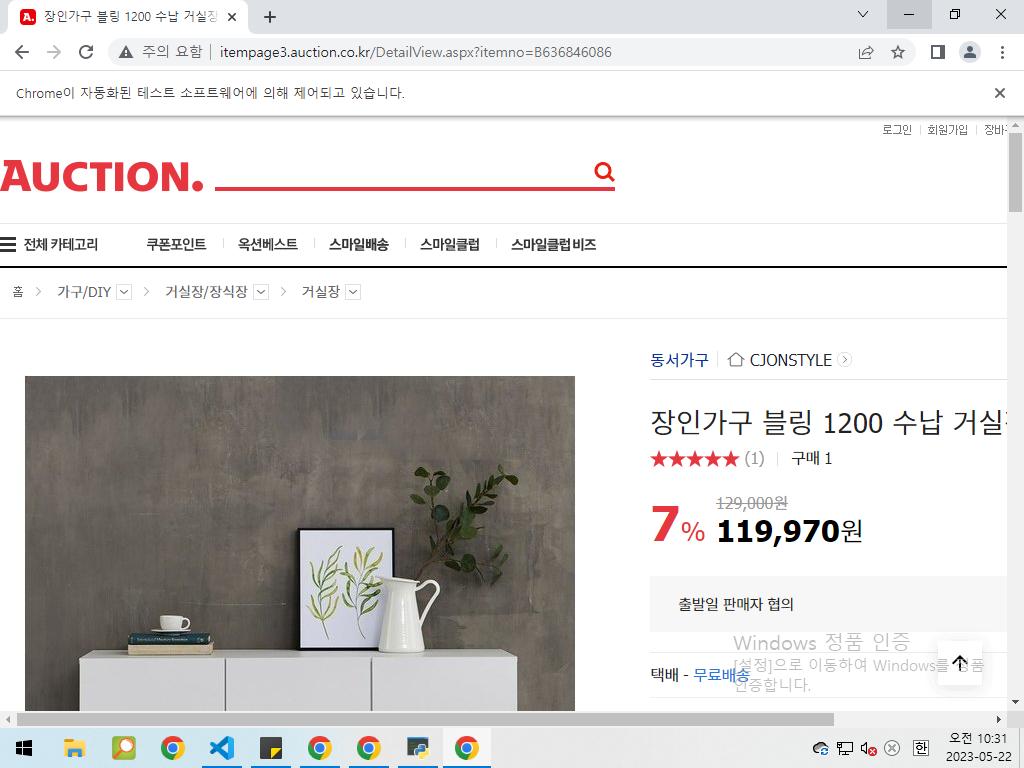 장인가구 블링 1200 수납 거실장
주의 요함 itempage3.auction.co.kr/DetailView.aspx?itemno=B636846086
Chrome이 자동화된 테스트 소프트웨어에 의해 제어되고 있습니다.
로그인 회원가입 장바
AUCTION.
전체 카테고리 쿠폰포인트 옥션베스트 스마일배송 스마일클럽 스마일클럽 비즈
홈 가구/DIY 거실장/장식장 거실장
동서가구 CJONSTYLE
장인가구 블링 1200 수납 거실
(1) 구매 1
129,000원
7% 119,970원
출발일 판매자 협의
Windows 정품 인증
[설정]으로 이동하여 Windows를 정품
인증합니다.
택배 - 무료배송
한
오전 10:31
2023-05-22